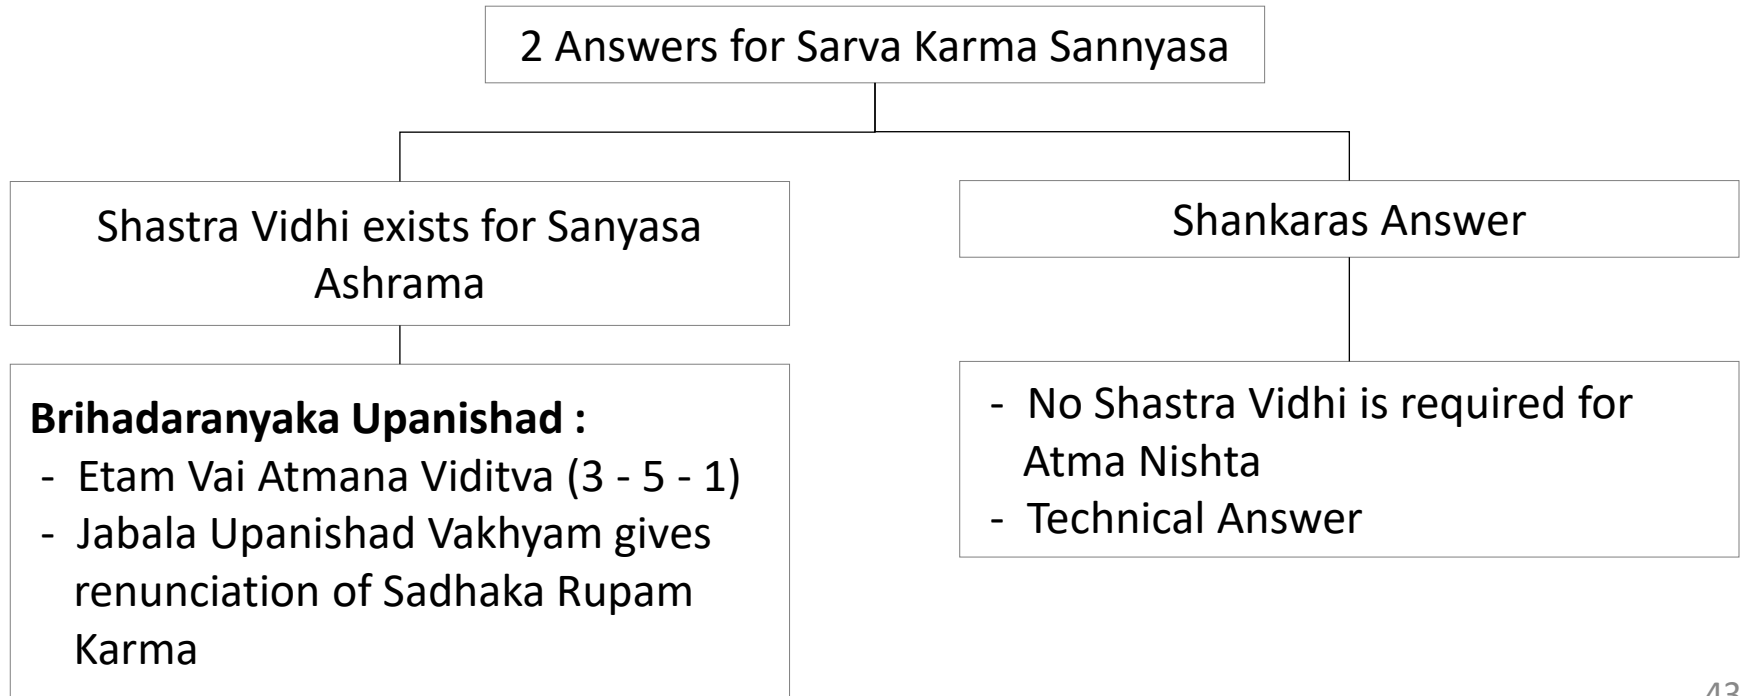 2 Answers for Sarva Karma Sannyasa
Shastra Vidhi exists for Sanyasa
Ashrama
Brihadaranyaka Upanishad :
- Etam Vai Atmana Viditva (3 - 5 - 1)
- Jabala Upanishad Vakhyam gives
renunciation of Sadhaka Rupam
Karma
Shankaras Answer
- No Shastra Vidhi is required for
Atma Nishta
- Technical Answer
43